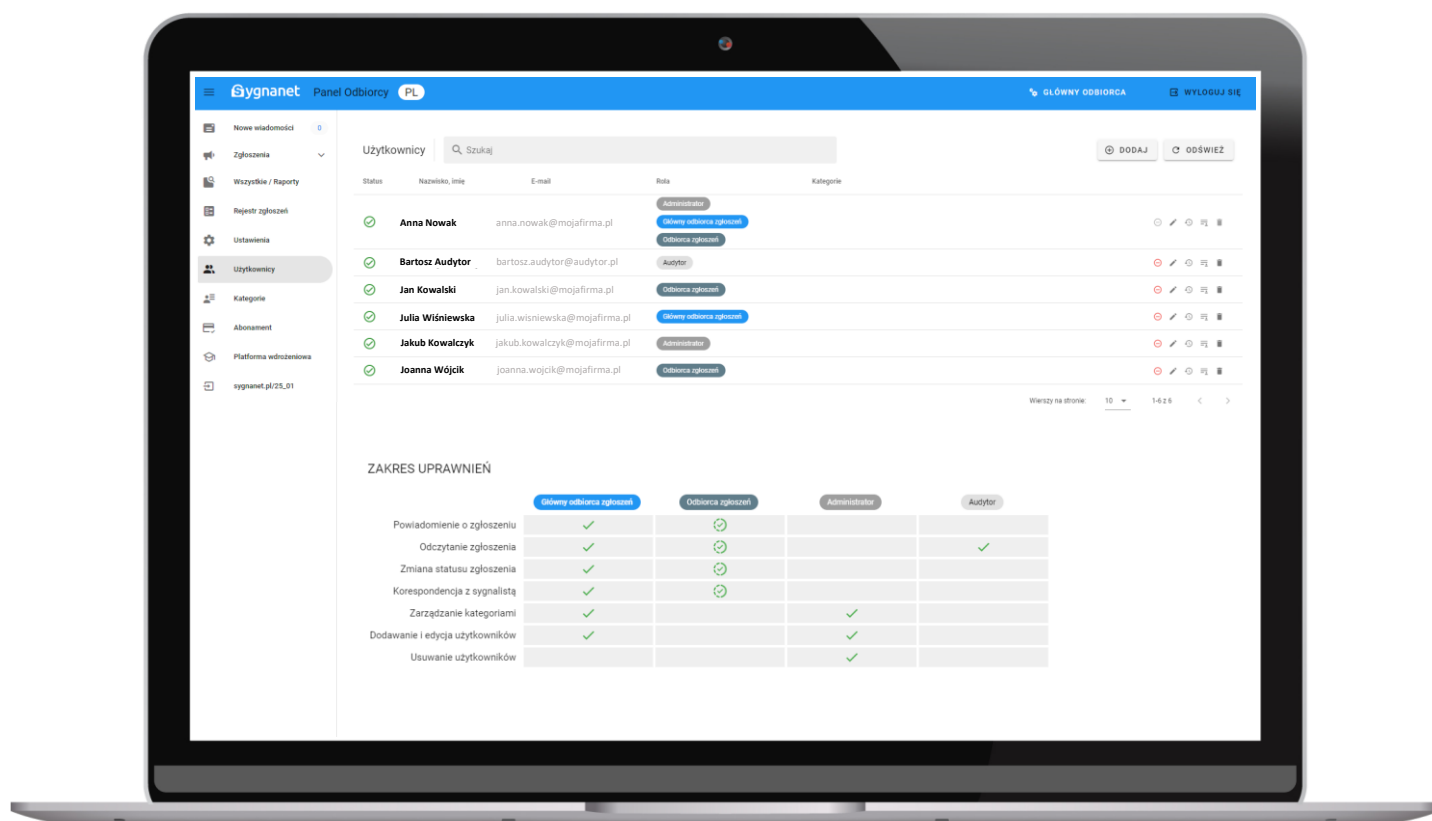 Sygnanet Panel Odbiorcy PL GŁÓWNY ODBIORCA WYLOGUJ SIĘ
Nowe wiadomości 0
Zgłoszenia
Wszystkie / Raporty
Rejestr zgłoszeń
Ustawienia
Użytkownicy
Kategorie
Abonament
Platforma wdrożeniowa
sygnanet.pl/25_01
Użytkownicy Szukaj DODAJ ODŚWIEŻ
Status Nazwisko, imię E-mail Rola Kategorie
Administrator
Anna Nowak anna.nowak@mojafirma.pl Główny odbiorca zgłoszeń
Odbiorca zgłoszeń
Bartosz Audytor bartosz.audytor@audytor.pl Audytor
Jan Kowalski jan.kowalski@mojafirma.pl Odbiorca zgłoszeń
Julia Wiśniewska julia.wisniewska@mojafirma.pl Główny odbiorca zgłoszeń
Jakub Kowalczyk jakub.kowalczyk@mojafirma.pl Administrator
Joanna Wójcik joanna.wojcik@mojafirma.pl Odbiorca zgłoszeń
Wierszy na stronie: 10 1-6 z 6
ZAKRES UPRAWNIEŃ
Główny odbiorca zgłoszeń Odbiorca zgłoszeń Administrator Audytor
Powiadomienie o zgłoszeniu
Odczytanie zgłoszenia
Zmiana statusu zgłoszenia
Korespondencja z sygnalistą
Zarządzanie kategoriami
Dodawanie i edycja użytkowników
Usuwanie użytkowników